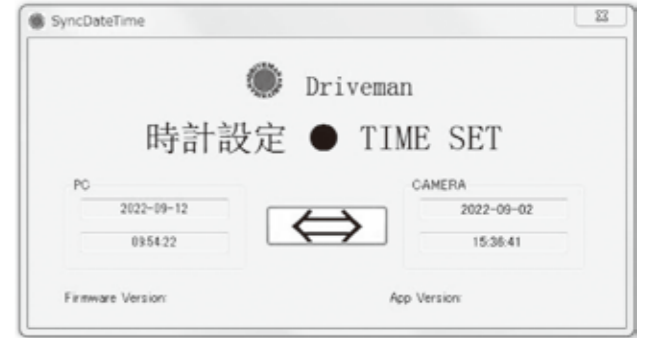 SyncDateTime
Driveman
時計設定 ● TIME SET
PC
CAMERA
2022-09-12
2022-09-02
09:54:22
15:36:41
Firmware Version:
App Version: